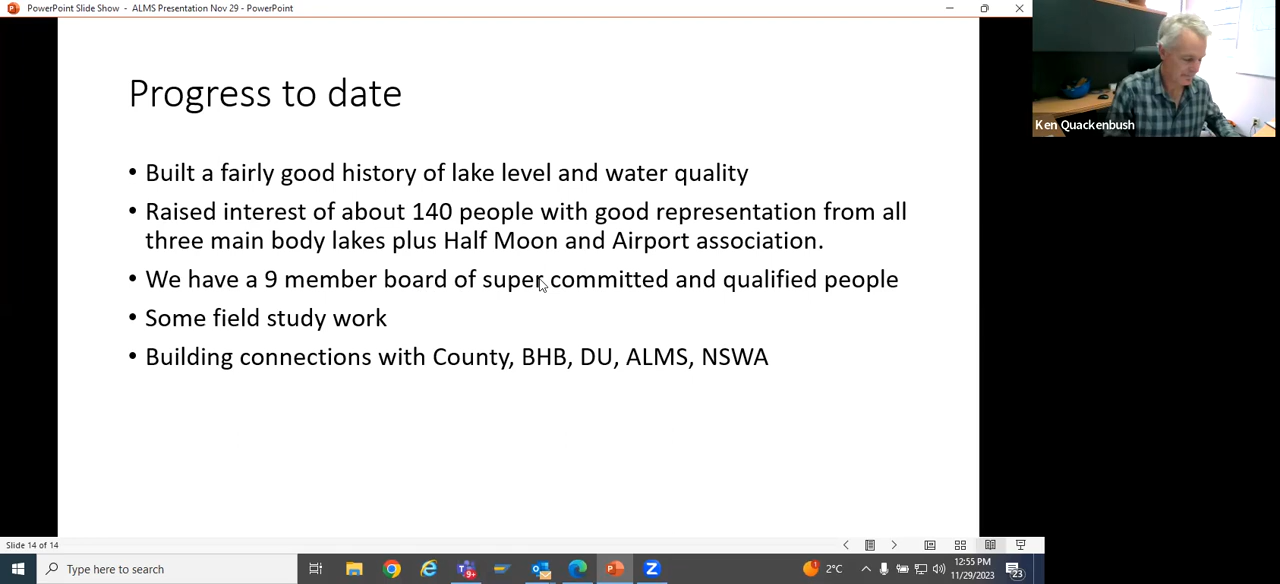 PowerPoint Slide Show - ALMS Presentation Nov 29 - PowerPoint
Ken Quackenbush
Progress to date
• Built a fairly good history of lake level and water quality
• Raised interest of about 140 people with good representation from all
three main body lakes plus Half Moon and Airport association.
• We have a 9 member board of super committed and qualified people
• Some field study work
• Building connections with County, BHB, DU, ALMS, NSWA
Slide 14 of 14
Type here to search
9+
2°C
12:55 PM
11/29/2023
23